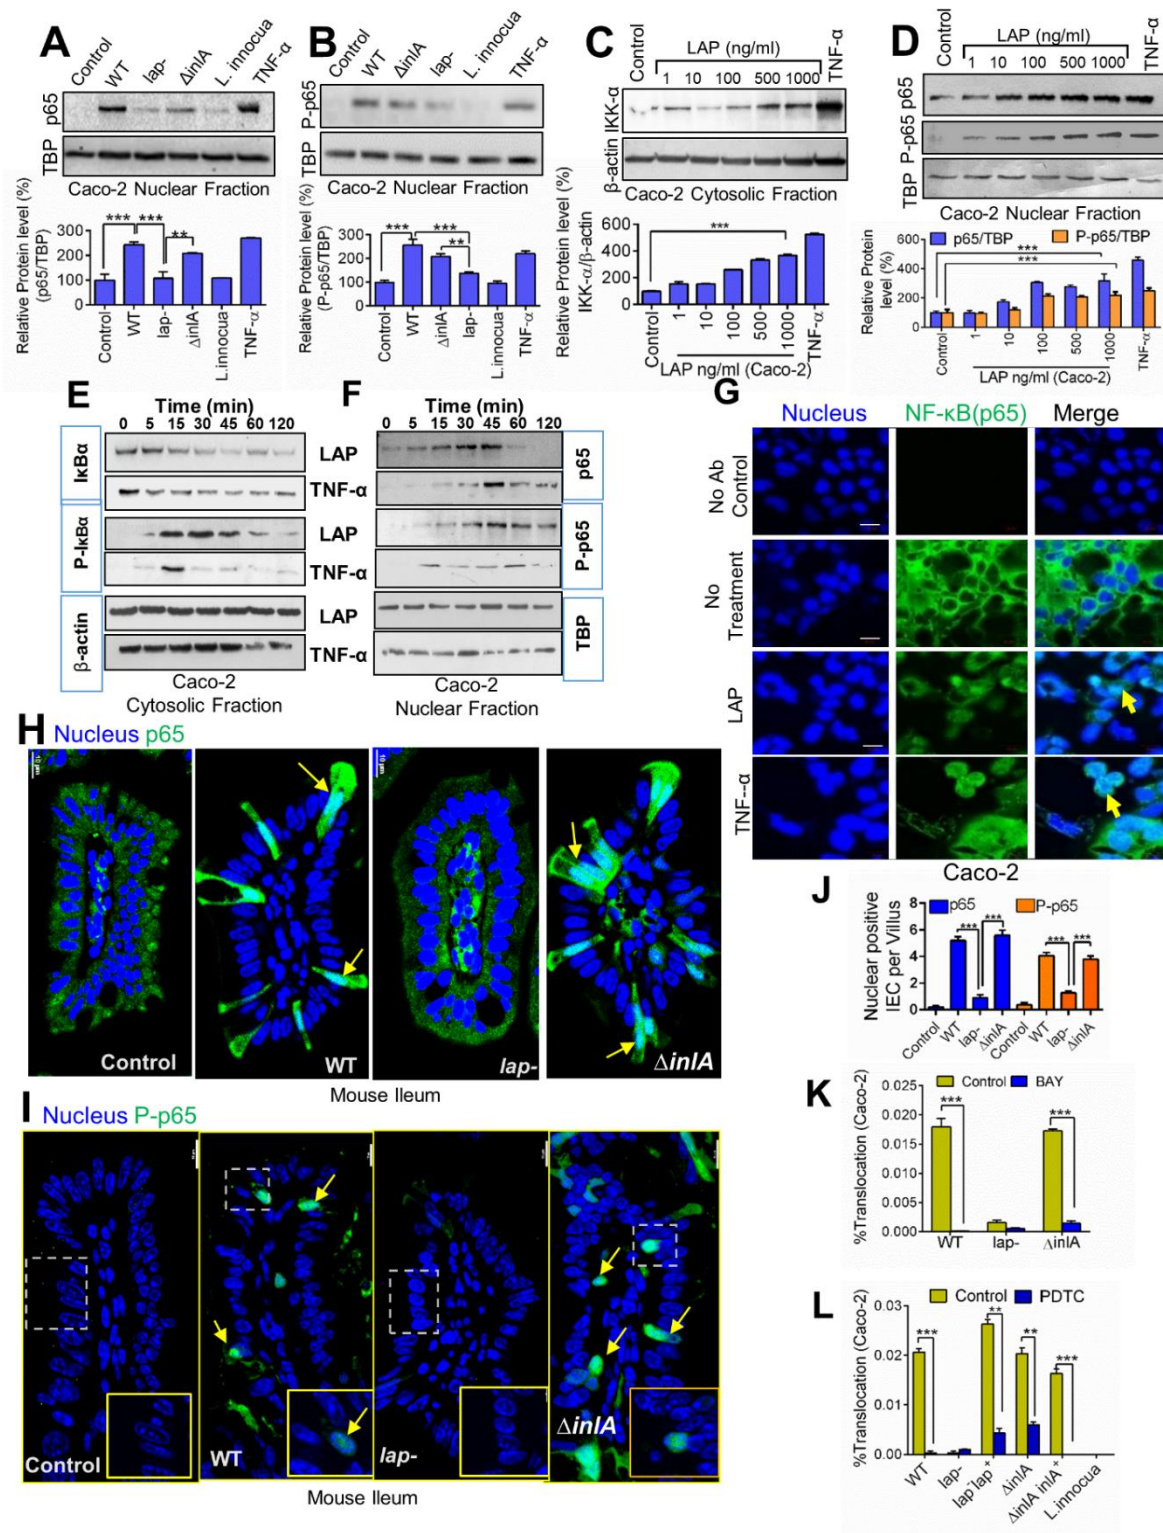 A
Control
WT
lap-
ΔinlA
L. innocua
TNF-α
p65
TBP
Caco-2 Nuclear Fraction
Relative Protein level (%)
(p65/TBP)
300
200
100
0
*** ***
**
Control
WT
lap-
ΔinlA
L.innocua
TNF-α
B
Control
WT
ΔinlA
lap-
L. innocua
TNF-α
P-p65
TBP
Caco-2 Nuclear Fraction
Relative Protein level (%)
(P-p65/TBP)
300
200
100
0
*** ***
**
Control
WT
ΔinlA
lap-
L.innocua
TNF-α
C
Control
LAP (ng/ml)
1 10 100 500 1000
TNF-α
IKK-α
β-actin
Caco-2 Cytosolic Fraction
Relative Protein level (%)
IKK-α/β-actin
600
400
200
0
***
Control
1
10
100
500
1000
TNF-α
LAP ng/ml (Caco-2)
D
Control
LAP (ng/ml)
1 10 100 500 1000
TNF-α
p65
P-p65
TBP
Caco-2 Nuclear Fraction
Relative Protein
level (%)
p65/TBP P-p65/TBP
600
400
200
0
***
***
Control
1
10
100
500
1000
TNF-α
LAP ng/ml (Caco-2)
E
Time (min)
0 5 15 30 45 60 120
IκBα
P-IκBα
β-actin
LAP
TNF-α
LAP
TNF-α
LAP
TNF-α
Caco-2
Cytosolic Fraction
F
Time (min)
0 5 15 30 45 60 120
p65
P-p65
TBP
Caco-2
Nuclear Fraction
G
Nucleus NF-κB(p65) Merge
No Ab
Control
No
Treatment
LAP
TNF--α
Caco-2
H
Nucleus p65
10 µm
10 µm
Control
WT
lap-
ΔinlA
Mouse Ileum
I
Nucleus P-p65
Control
WT
lap-
ΔinlA
Mouse Ileum
J
p65 P-p65
Nuclear positive
IEC per Villus
8
6
4
2
0
*** *** *** ***
Control
WT
lap-
ΔinlA
Control
WT
lap-
ΔinlA
K
Control BAY
%Translocation (Caco-2)
0.025
0.020
0.015
0.010
0.005
0.000
*** ***
WT lap- ΔinlA
L
Control PDTC
%Translocation (Caco-2)
0.03
0.02
0.01
0.00
*** ** ** ***
WT
lap-
lap-lap+
ΔinlA
ΔinlA inlA+
L.innocua